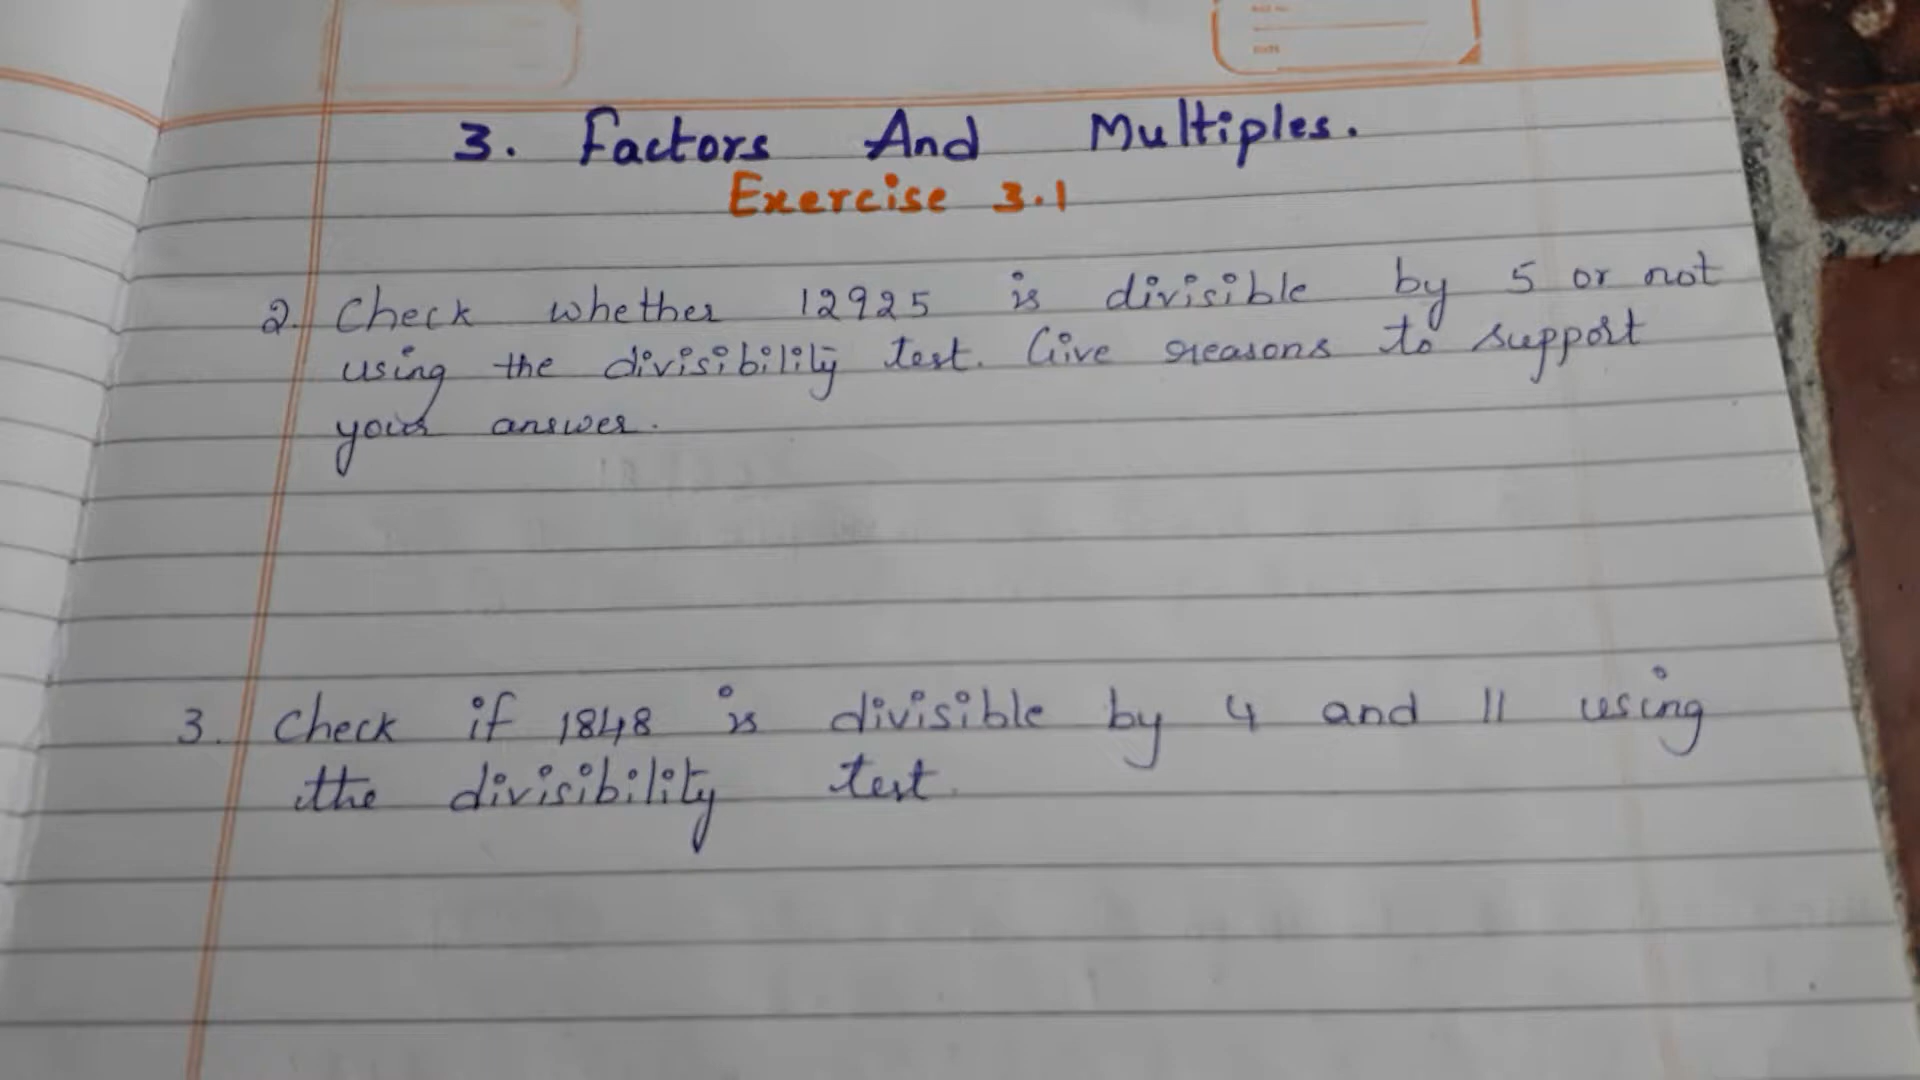 3. Factors And Multiples.
Exercise 3.1
2. Check whether 12925 is divisible by 5 or not
using the divisibility test. Give reasons to support
your answer.
3. Check if 1848 is divisible by 4 and 11 using
the divisibility test.